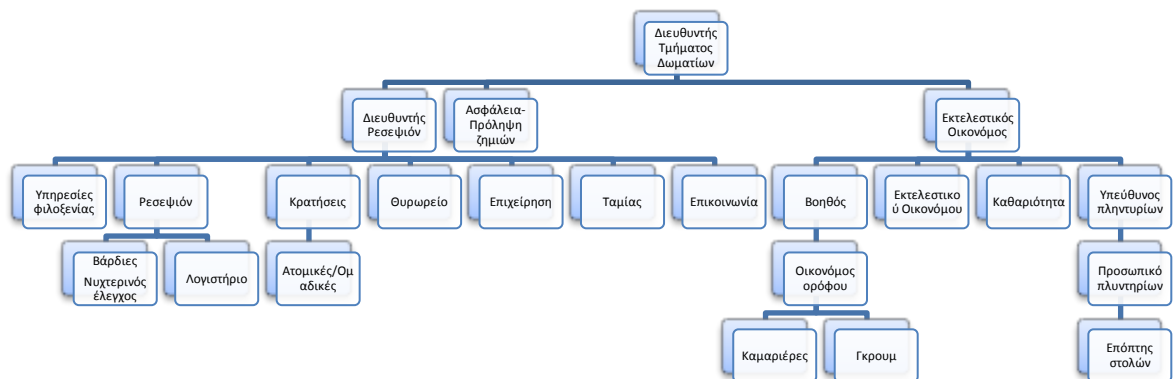 Διευθυντής
Τμήματος
Δωματίων
Διευθυντής
Ρεσεψιόν
Ασφάλεια-
Πρόληψη
ζημιών
Εκτελεστικός
Οικονόμος
Υπηρεσίες
φιλοξενίας
Ρεσεψιόν
Κρατήσεις
Θυρωρείο
Επιχείρηση
Ταμίας
Επικοινωνία
Βοηθός
Εκτελεστικο
ύ Οικονόμου
Καθαριότητα
Υπεύθυνος
πληντυρίων
Βάρδιες
Νυχτερινός
έλεγχος
Λογιστήριο
Ατομικές/Ομ
αδικές
Οικονόμος
ορόφου
Προσωπικό
πλυντηρίων
Καμαριέρες
Γκρουμ
Επόπτης
στολών